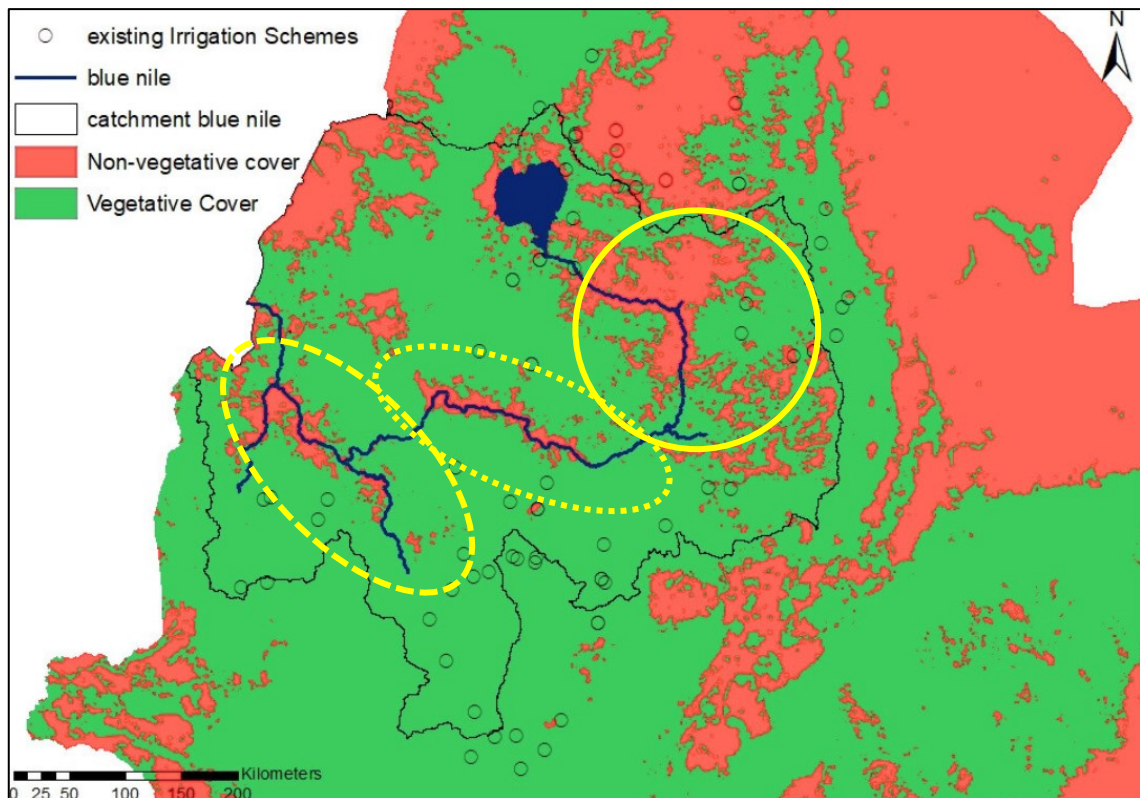 existing Irrigation Schemes
blue nile
catchment blue nile
Non-vegetative cover
Vegetative Cover
N
Kilometers
0 25 50 100 150 200